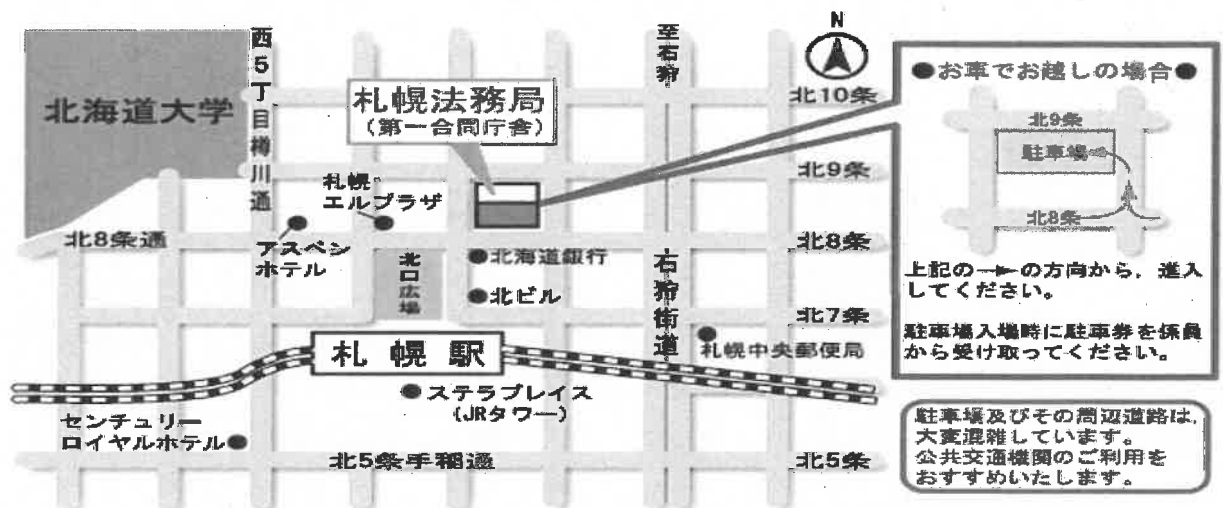 N
西5丁目樽川通
至石狩
北海道大学
札幌法務局
(第一合同庁舎)
北10条
北9条
札幌
エルプラザ
北8条通
アスペン
ホテル
北口広場
北海道銀行
北ビル
石狩街道
北8条
北7条
札幌中央郵便局
札幌駅
ステラプレイス
(JRタワー)
センチュリー
ロイヤルホテル
北5条手稲通
北5条
●お車でお越しの場合●
北9条
駐車場
北8条
上記の→の方向から，進入
してください。
駐車場入場時に駐車券を係員
から受け取ってください。
駐車場及びその周辺道路は，
大変混雑しています。
公共交通機関のご利用を
おすすめいたします。